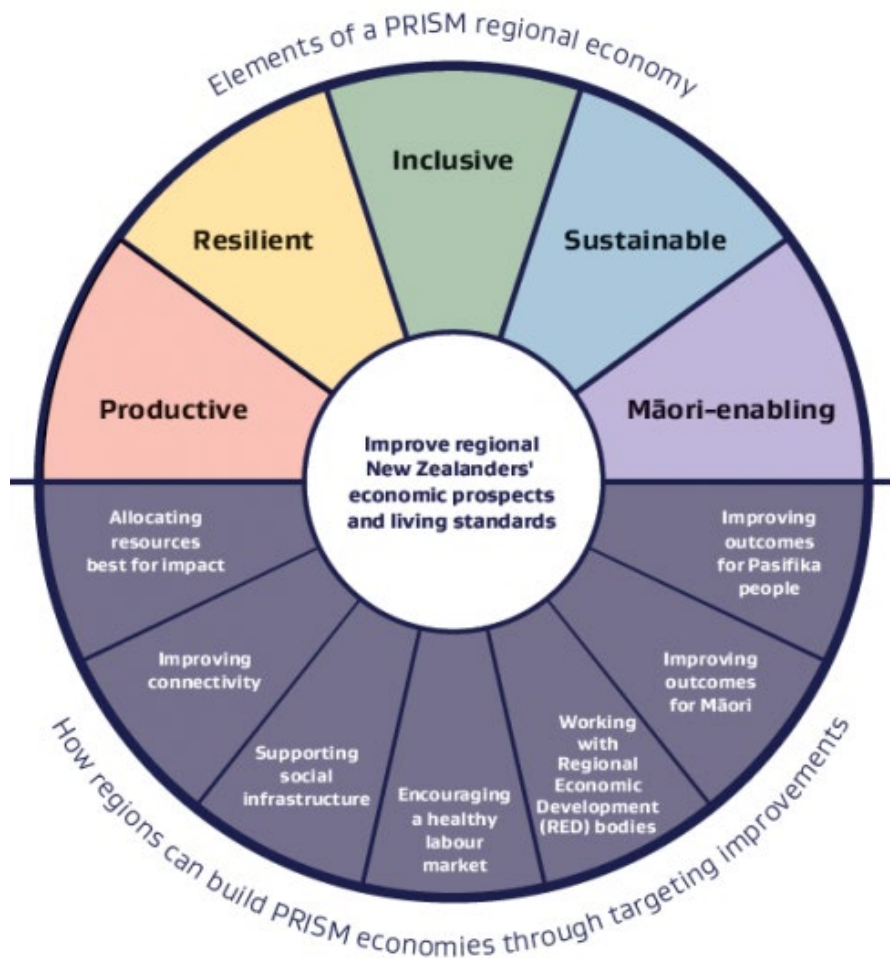 Elements of a PRISM regional economy
Productive
Resilient
Inclusive
Sustainable
Māori-enabling
Improve regional
New Zealanders'
economic prospects
and living standards
Allocating
resources
best for impact
Improving
connectivity
Supporting
social
infrastructure
Encouraging
a healthy
labour
market
Working
with
Regional
Economic
Development
(RED) bodies
Improving
outcomes
for Māori
Improving
outcomes
for Pasifika
people
How regions can build PRISM economies through targeting improvements